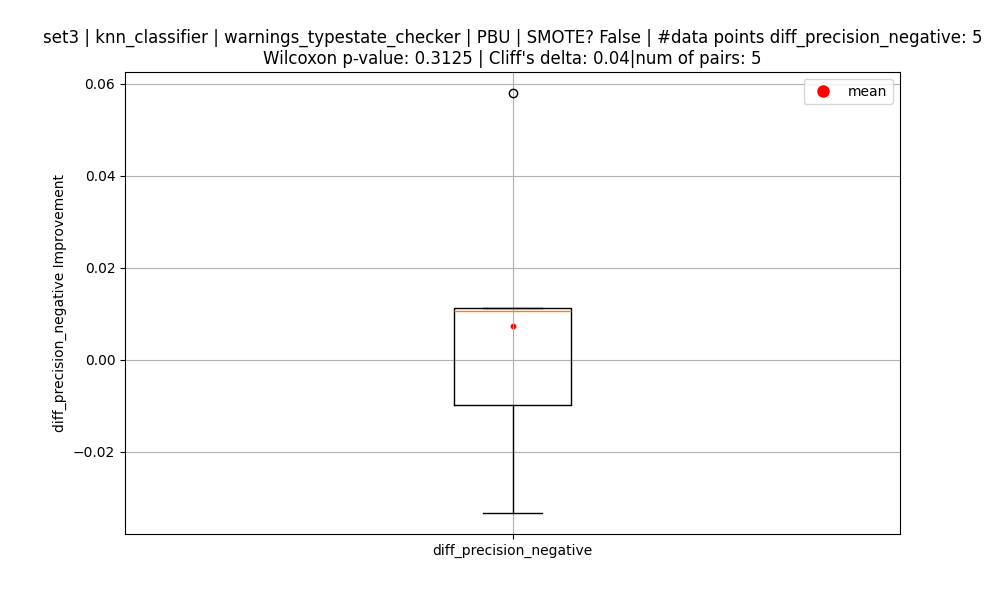 set3 | knn_classifier | warnings_typestate_checker | PBU | SMOTE? False | #data points diff_precision_negative: 5
Wilcoxon p-value: 0.3125 | Cliff's delta: 0.04|num of pairs: 5
mean
0.06
0.04
0.02
0.00
−0.02
diff_precision_negative Improvement
diff_precision_negative